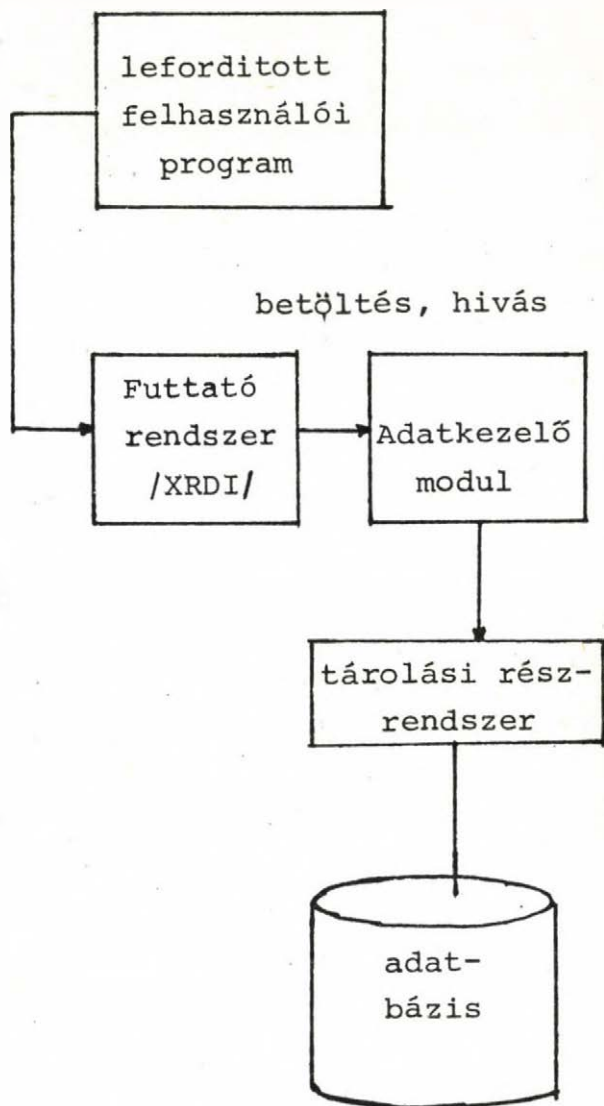 leforditott
felhasználói
program
betöltés, hivás
Futtató
rendszer
/XRDI/
Adatkezelő
modul
tárolási rész-
rendszer
adat-
bázis